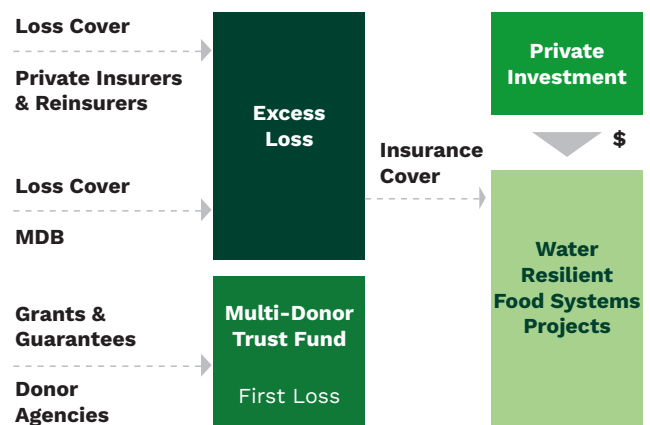 Loss Cover
Private Insurers
& Reinsurers
Loss Cover
MDB
Grants &
Guarantees
Donor
Agencies
Excess
Loss
Multi-Donor
Trust Fund
First Loss
Insurance
Cover
Private
Investment
$
Water
Resilient
Food Systems
Projects